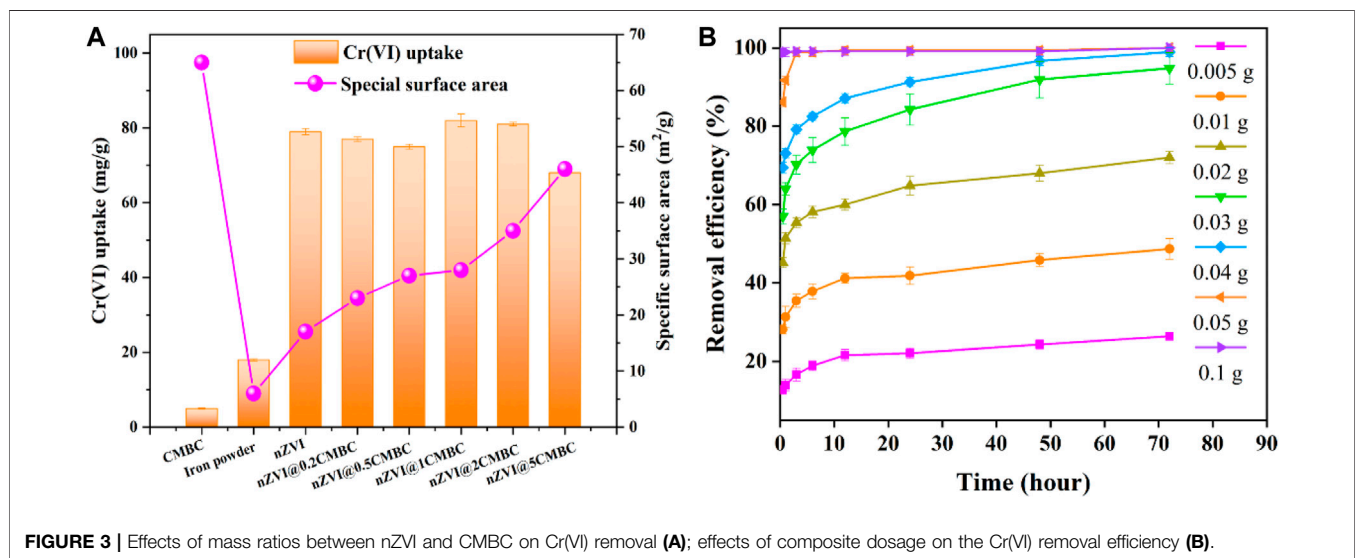 A
Cr(VI) uptake
Special surface area
Cr(VI) uptake (mg/g)
100
80
60
40
20
0
Specific surface area (m²/g)
70
60
50
40
30
20
10
0
CMBC
Iron powder
nZVI
nZVI@0.2CMBC
nZVI@0.5CMBC
nZVI@1CMBC
nZVI@2CMBC
nZVI@5CMBC
B
Removal efficiency (%)
100
80
60
40
20
0.005 g
0.01 g
0.02 g
0.03 g
0.04 g
0.05 g
0.1 g
0 10 20 30 40 50 60 70 80 90
Time (hour)
FIGURE 3 | Effects of mass ratios between nZVI and CMBC on Cr(VI) removal (A); effects of composite dosage on the Cr(VI) removal efficiency (B).